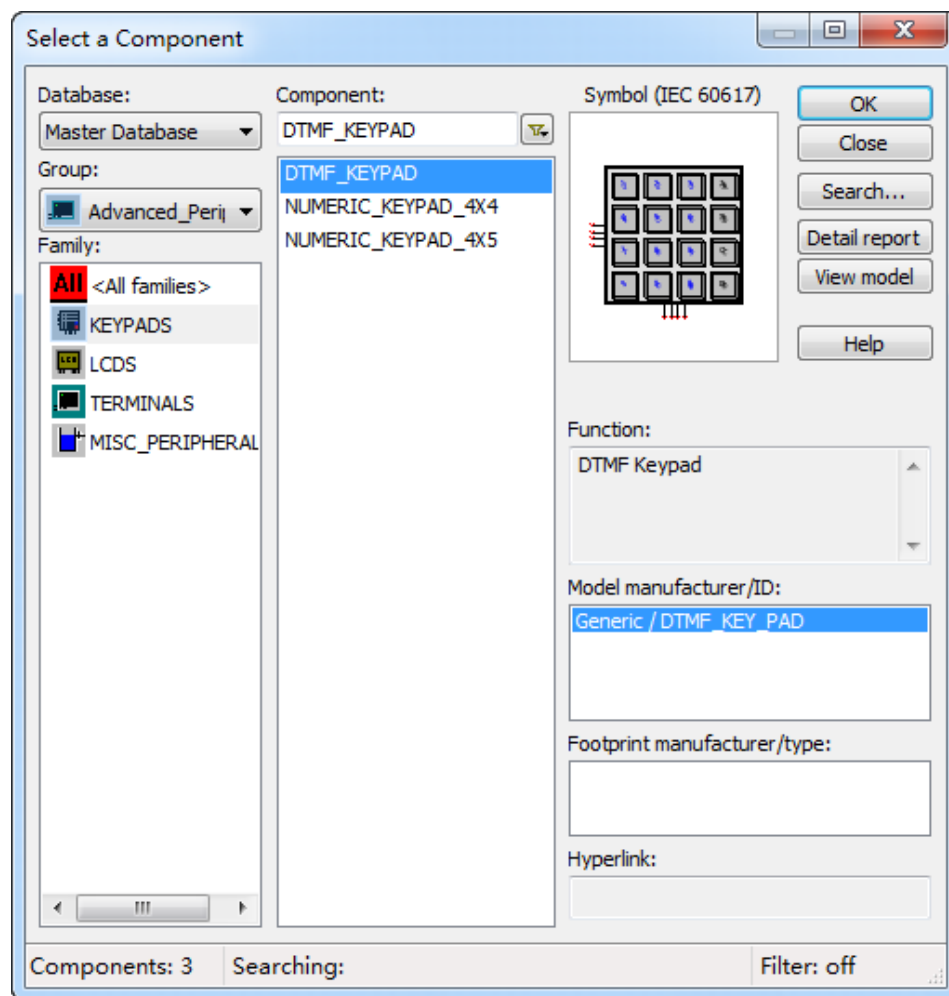 Select a Component
Database:
Master Database
Group:
Advanced_Perip
Family:
All <All families>
KEYPADS
LCDS
TERMINALS
MISC_PERIPHERAL
Component:
DTMF_KEYPAD
DTMF_KEYPAD
NUMERIC_KEYPAD_4X4
NUMERIC_KEYPAD_4X5
Symbol (IEC 60617)
OK
Close
Search...
Detail report
View model
Help
Function:
DTMF Keypad
Model manufacturer/ID:
Generic / DTMF_KEY_PAD
Footprint manufacturer/type:
Hyperlink:
Components: 3
Searching:
Filter: off